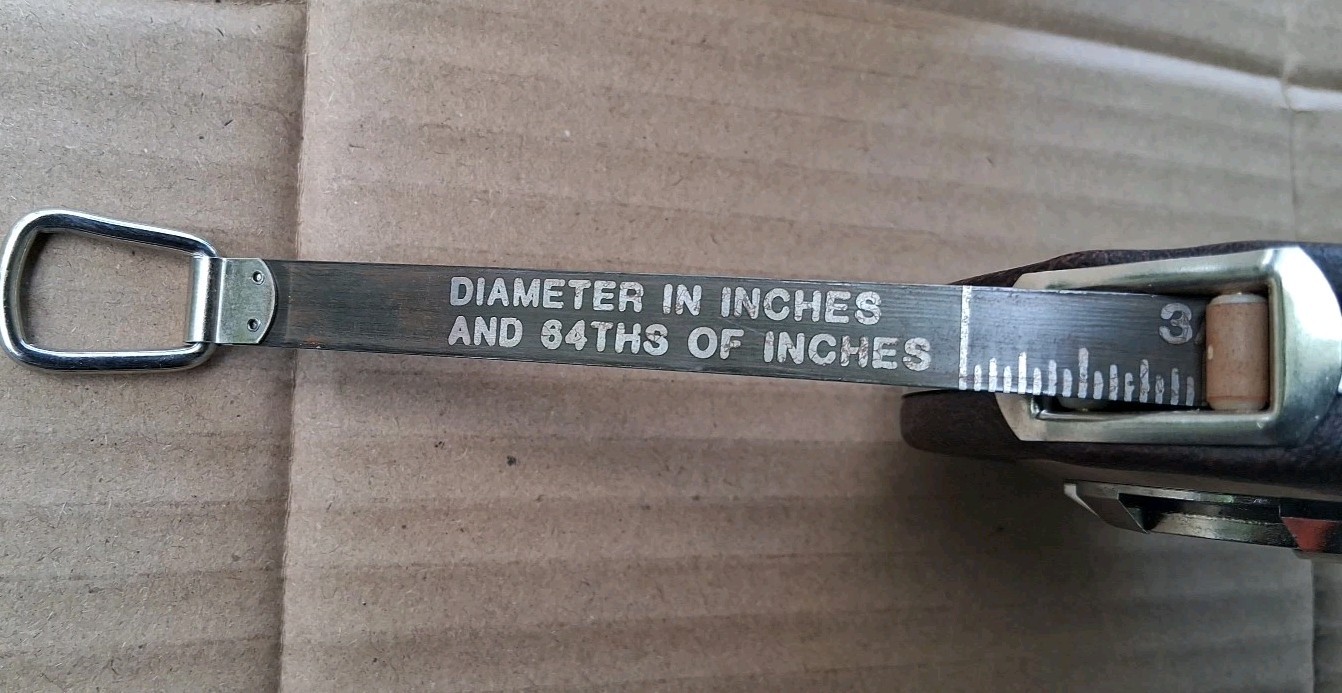 DIAMETER IN INCHES
AND 64THS OF INCHES
3